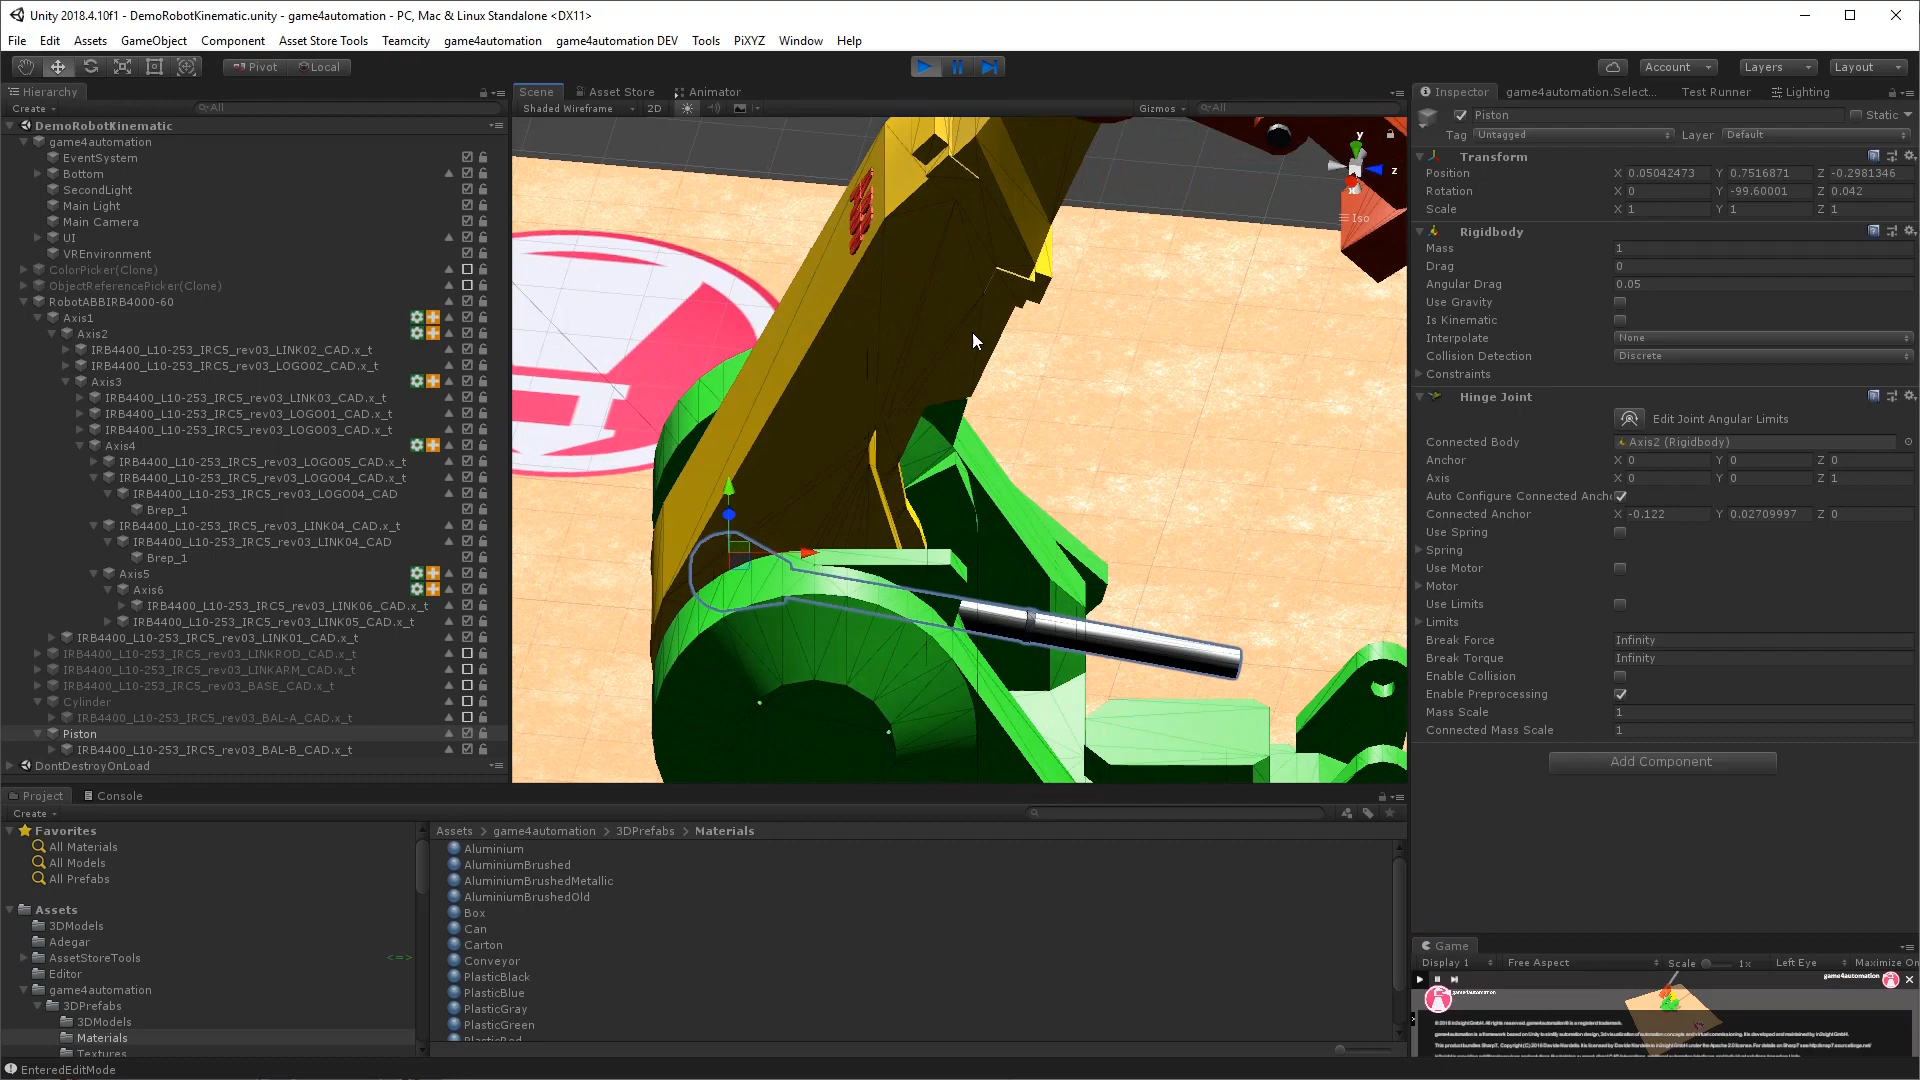 Unity 2018.4.10f1 - DemoRobotKinematic.unity - game4automation - PC, Mac & Linux Standalone <DX11>
File Edit Assets GameObject Component Asset Store Tools Teamcity game4automation game4automation DEV Tools PiXYZ Window Help
Pivot Local Account Layers Layout
Hierarchy
Create All
DemoRobotKinematic
game4automation
EventSystem
Bottom
SecondLight
Main Light
Main Camera
UI
VREnvironment
ColorPicker(Clone)
ObjectReferencePicker(Clone)
RobotABBIRB4000-60
Axis1
Axis2
IRB4400_L10-253_IRC5_rev03_LINK02_CAD.x_t
IRB4400_L10-253_IRC5_rev03_LOGO02_CAD.x_t
Axis3
IRB4400_L10-253_IRC5_rev03_LINK03_CAD.x_t
IRB4400_L10-253_IRC5_rev03_LOGO01_CAD.x_t
IRB4400_L10-253_IRC5_rev03_LOGO03_CAD.x_t
Axis4
IRB4400_L10-253_IRC5_rev03_LOGO05_CAD.x_t
IRB4400_L10-253_IRC5_rev03_LOGO04_CAD.x_t
IRB4400_L10-253_IRC5_rev03_LOGO04_CAD
Brep_1
IRB4400_L10-253_IRC5_rev03_LINK04_CAD.x_t
IRB4400_L10-253_IRC5_rev03_LINK04_CAD
Brep_1
Axis5
Axis6
IRB4400_L10-253_IRC5_rev03_LINK06_CAD.x_t
IRB4400_L10-253_IRC5_rev03_LINK05_CAD.x_t
IRB4400_L10-253_IRC5_rev03_LINK01_CAD.x_t
IRB4400_L10-253_IRC5_rev03_LINKROD_CAD.x_t
IRB4400_L10-253_IRC5_rev03_LINKARM_CAD.x_t
IRB4400_L10-253_IRC5_rev03_BASE_CAD.x_t
Cylinder
IRB4400_L10-253_IRC5_rev03_BAL-A_CAD.x_t
Piston
IRB4400_L10-253_IRC5_rev03_BAL-B_CAD.x_t
DontDestroyOnLoad
Scene Asset Store Animator
Shaded Wireframe 2D Gizmos All
y
z
Iso
Inspector game4automation.Select... Test Runner Lighting
Piston Static
Tag Untagged Layer Default
Transform
Position X 0.05042473 Y 0.7516871 Z -0.2981346
Rotation X 0 Y -99.60001 Z 0.042
Scale X 1 Y 1 Z 1
Rigidbody
Mass 1
Drag 0
Angular Drag 0.05
Use Gravity
Is Kinematic
Interpolate None
Collision Detection Discrete
Constraints
Hinge Joint
Edit Joint Angular Limits
Connected Body Axis2 (Rigidbody)
Anchor X 0 Y 0 Z 0
Axis X 0 Y 0 Z 1
Auto Configure Connected Ancho
Connected Anchor X -0.122 Y 0.02709997 Z 0
Use Spring
Spring
Use Motor
Motor
Use Limits
Limits
Break Force Infinity
Break Torque Infinity
Enable Collision
Enable Preprocessing
Mass Scale 1
Connected Mass Scale 1
Add Component
Project Console
Create
Favorites
All Materials
All Models
All Prefabs
Assets
3DModels
Adegar
AssetStoreTools <=>
Editor
game4automation
3DPrefabs
3DModels
Materials
Textures
Assets > game4automation > 3DPrefabs > Materials
Aluminium
AluminiumBrushed
AluminiumBrushedMetallic
AluminiumBrushedOld
Box
Can
Carton
Conveyor
PlasticBlack
PlasticBlue
PlasticGray
PlasticGreen
PlasticRed
Game
Display 1 Free Aspect Scale 1x Left Eye Maximize On
game4automation
game4automation
EnteredEditMode